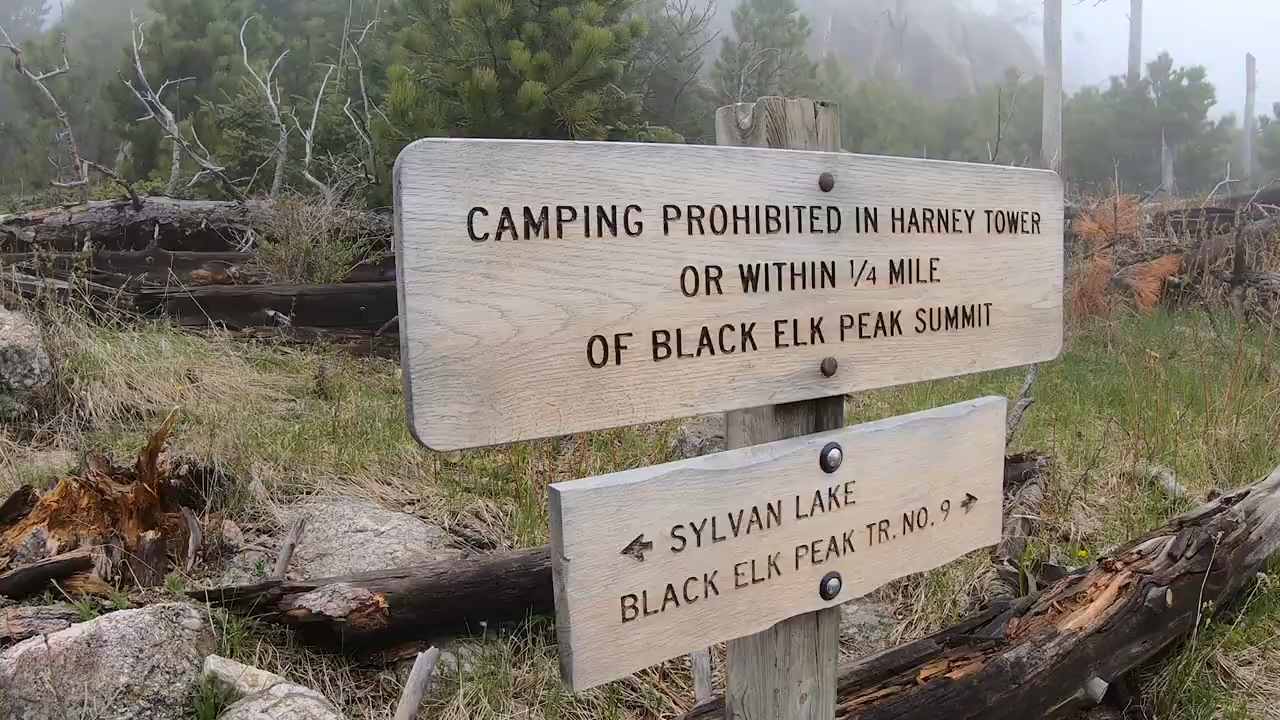 CAMPING PROHIBITED IN HARNEY TOWER
OR WITHIN 1/4 MILE
OF BLACK ELK PEAK SUMMIT
← SYLVAN LAKE
BLACK ELK PEAK TR. NO. 9 →